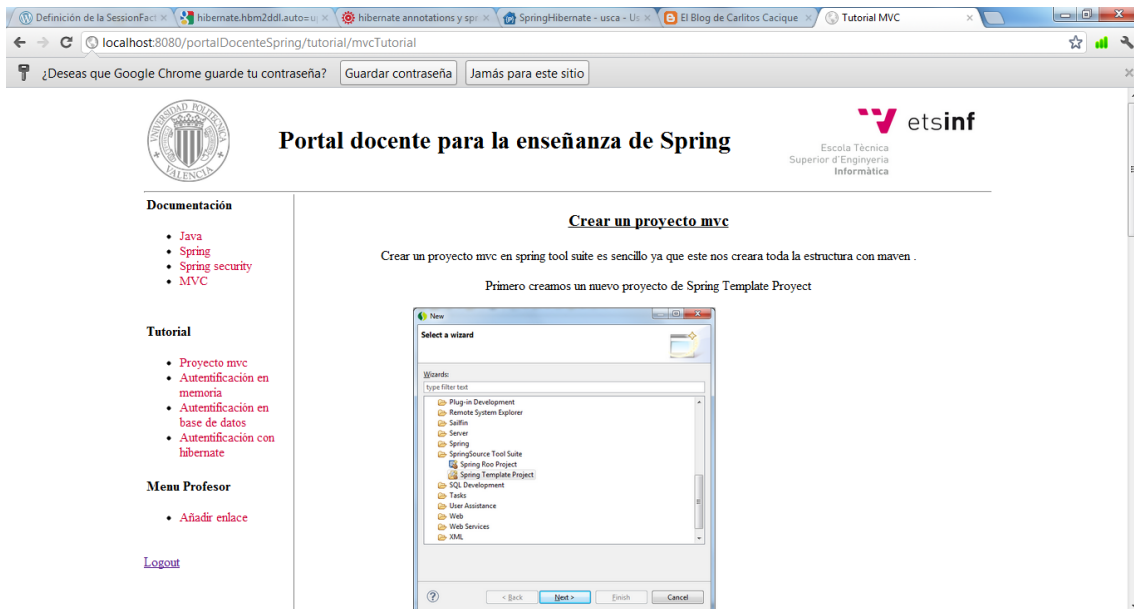 Definición de la SessionFact
hibernate.hbm2ddl.auto=u
hibernate annotations y spr
SpringHibernate - usca - Us
El Blog de Carlitos Cacique
Tutorial MVC
localhost:8080/portalDocenteSpring/tutorial/mvcTutorial
¿Deseas que Google Chrome guarde tu contraseña?
Guardar contraseña
Jamás para este sitio
UNIVERSIDAD POLITECNICA
VALENCIA
Portal docente para la enseñanza de Spring
etsinf
Escola Tècnica
Superior d'Enginyeria
Informàtica
Documentación
Java
Spring
Spring security
MVC
Tutorial
Proyecto mvc
Autentificación en
memoria
Autentificación en
base de datos
Autentificación con
hibernate
Menu Profesor
Añadir enlace
Logout
Crear un proyecto mvc
Crear un proyecto mvc en spring tool suite es sencillo ya que este nos creara toda la estructura con maven .
Primero creamos un nuevo proyecto de Spring Template Proyect
New
Select a wizard
Wizards:
type filter text
Plug-in Development
Remote System Explorer
Sailfin
Server
Spring
SpringSource Tool Suite
Spring Roo Project
Spring Template Project
SQL Development
Tasks
User Assistance
Web
Web Services
XML
< Back
Next >
Finish
Cancel